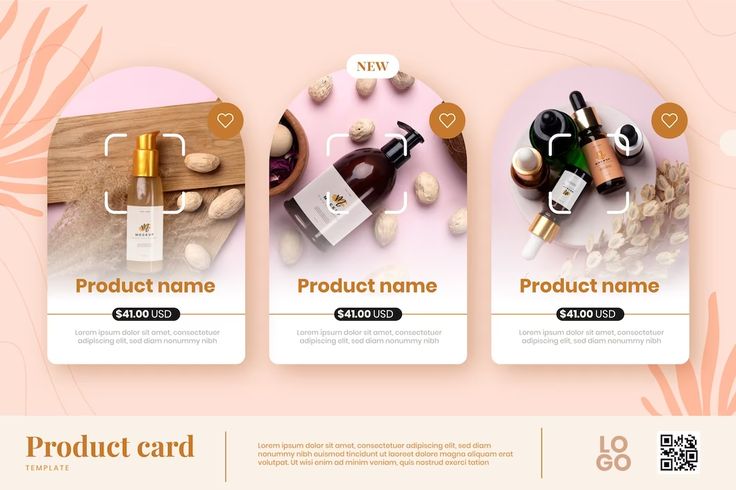 NEW
Product name
$41.00 USD
Lorem ipsum dolor sit amet, consectetuer
adipiscing elit, sed diam nonummy nibh
Product name
$41.00 USD
Lorem ipsum dolor sit amet, consectetuer
adipiscing elit, sed diam nonummy nibh
Product name
$41.00 USD
Lorem ipsum dolor sit amet, consectetuer
adipiscing elit, sed diam nonummy nibh
Product card
TEMPLATE
Lorem ipsum dolor sit amet, consectetuer
adipiscing elit, sed diam nonummy nibh euismod
tincidunt ut laoreet dolore magna aliquam erat
volutpat. Ut wisi enim ad minim veniam, quis
nostrud exerci tation
LO
GO